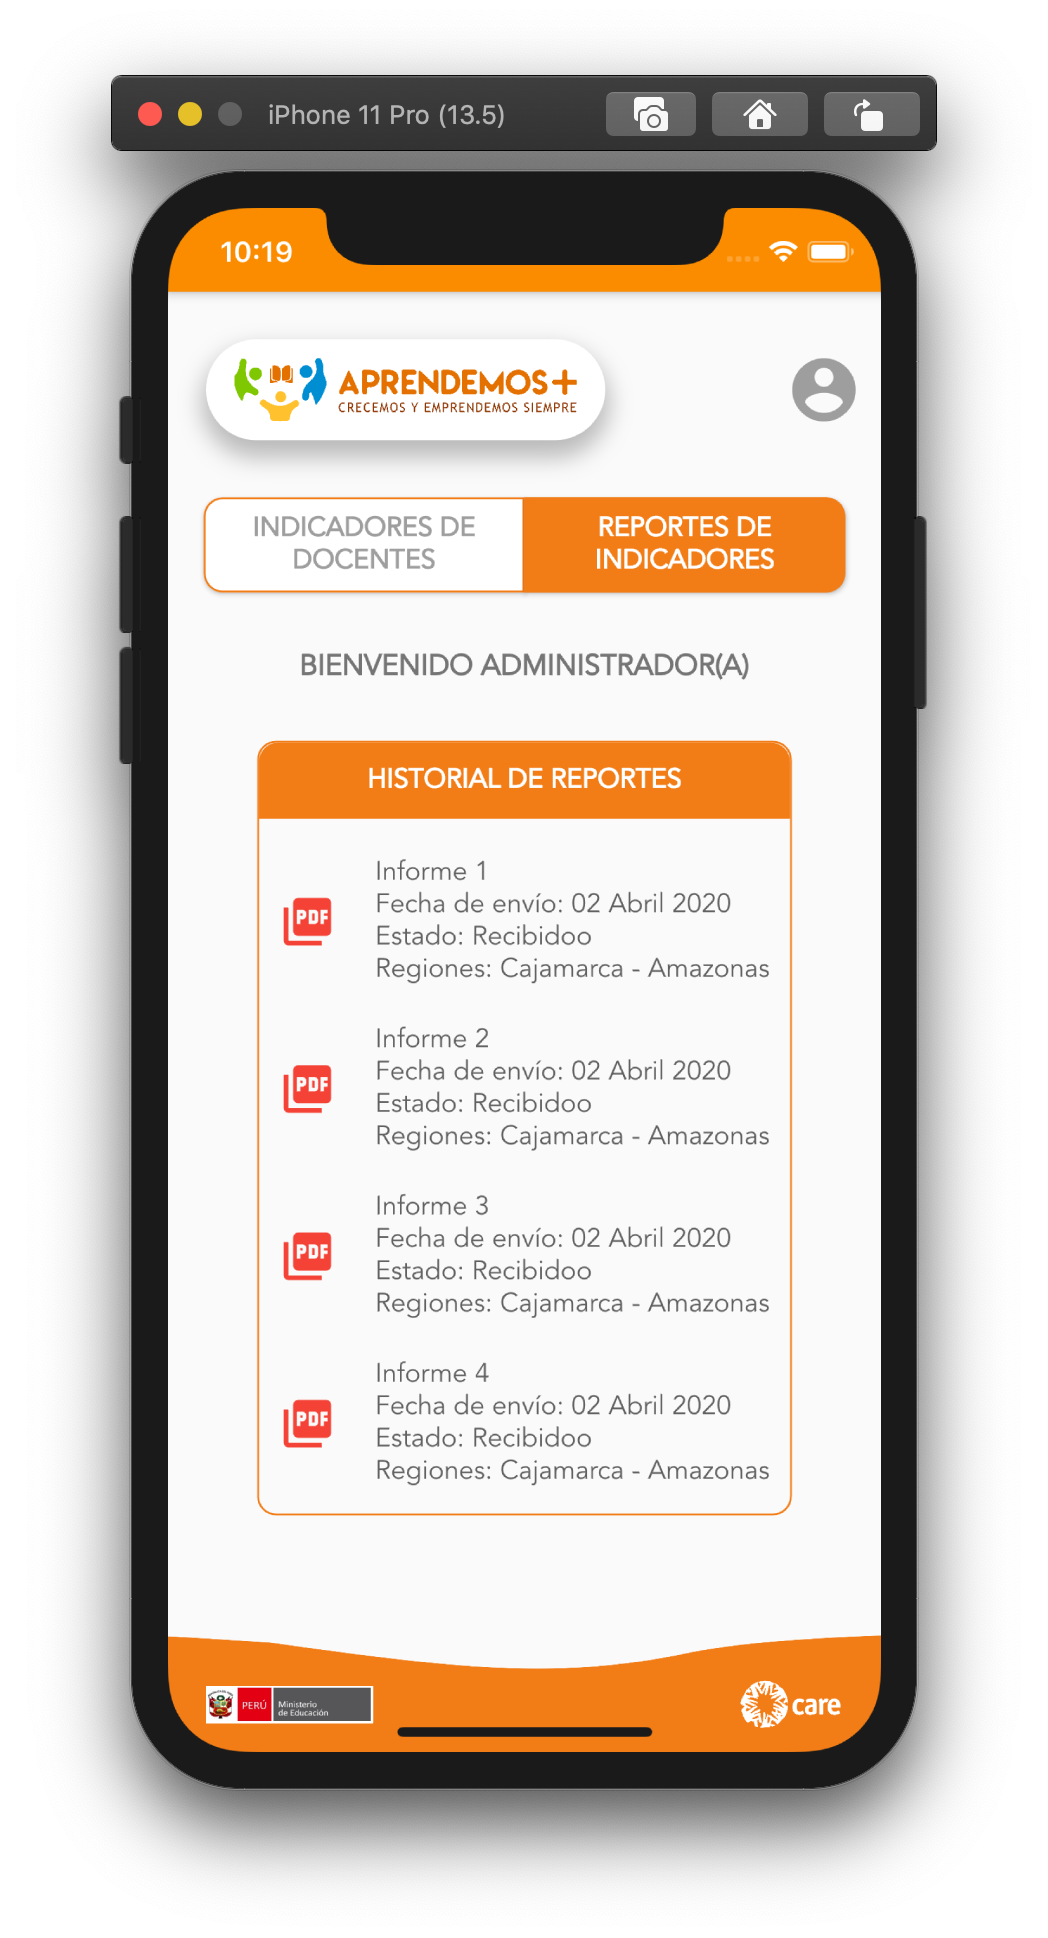 iPhone 11 Pro (13.5)
10:19
APRENDEMOS+
CRECEMOS Y EMPRENDEMOS SIEMPRE
INDICADORES DE
DOCENTES
REPORTES DE
INDICADORES
BIENVENIDO ADMINISTRADOR(A)
HISTORIAL DE REPORTES
Informe 1
Fecha de envío: 02 Abril 2020
Estado: Recibidoo
Regiones: Cajamarca - Amazonas
PDF
Informe 2
Fecha de envío: 02 Abril 2020
Estado: Recibidoo
Regiones: Cajamarca - Amazonas
PDF
Informe 3
Fecha de envío: 02 Abril 2020
Estado: Recibidoo
Regiones: Cajamarca - Amazonas
PDF
Informe 4
Fecha de envío: 02 Abril 2020
Estado: Recibidoo
Regiones: Cajamarca - Amazonas
PDF
PERÚ
Ministerio
de Educación
care